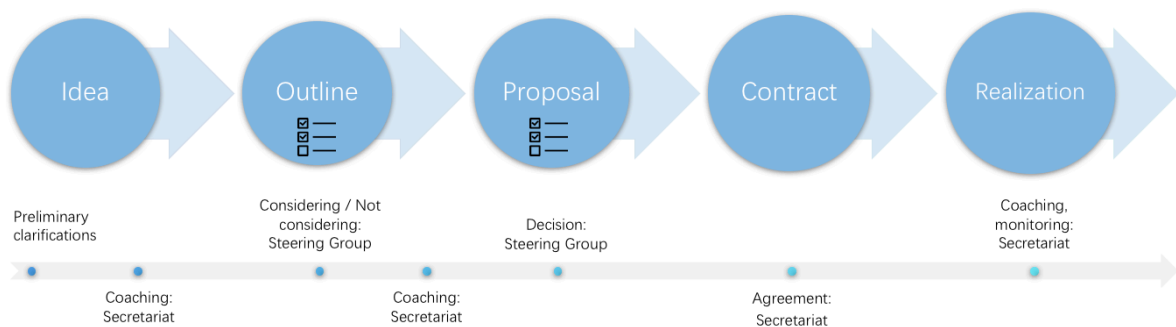 Idea
Outline
Proposal
Contract
Realization
Preliminary
clarifications
Considering / Not
considering:
Steering Group
Decision:
Steering Group
Coaching,
monitoring:
Secretariat
Coaching:
Secretariat
Coaching:
Secretariat
Agreement:
Secretariat